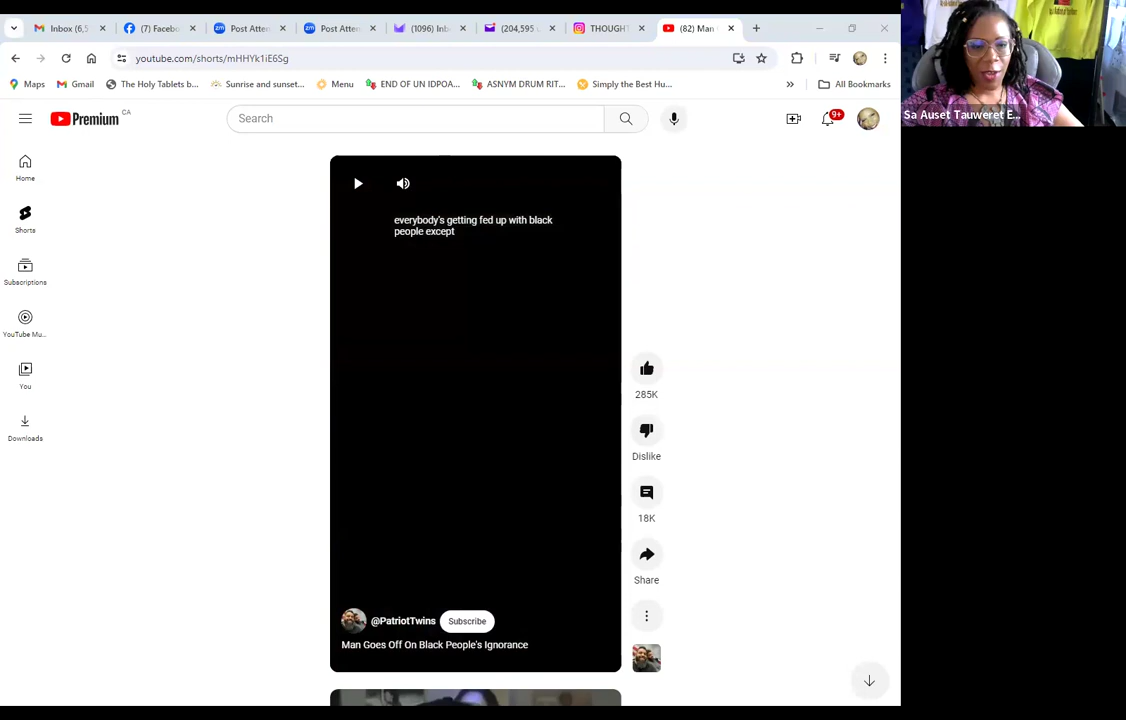 Inbox (6,5
(7) Facebo
Post Atten
Post Atten
(1096) Inb
(204,595 u
THOUGHT
(82) Man
youtube.com/shorts/mHHYk1iE6Sg
Maps
Gmail
The Holy Tablets b...
Sunrise and sunset...
Menu
END OF UN IDPOA...
ASNYM DRUM RIT...
Simply the Best Hu...
»
All Bookmarks
Sa Auset Tauweret E...
Premium CA
Search
9+
Home
Shorts
Subscriptions
YouTube Mu...
You
Downloads
everybody's getting fed up with black
people except
285K
Dislike
18K
Share
@PatriotTwins Subscribe
Man Goes Off On Black People's Ignorance